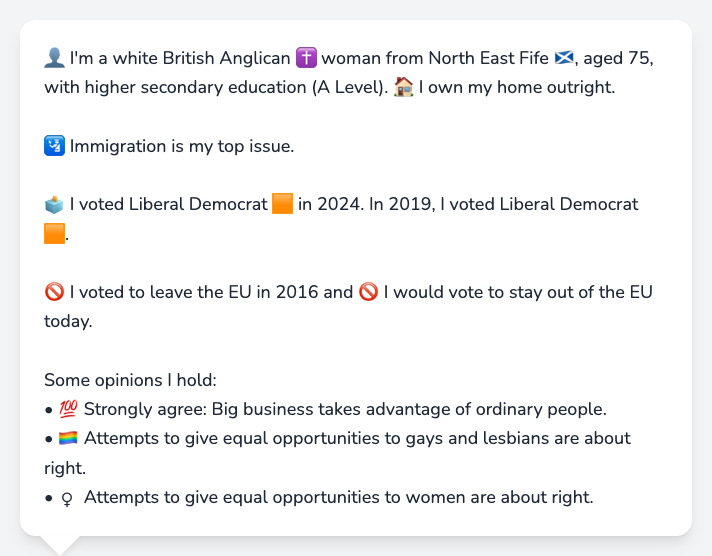 👤 I'm a white British Anglican ✝️ woman from North East Fife 🏴󠁧󠁢󠁳󠁣󠁴󠁿, aged 75,
with higher secondary education (A Level). 🏠 I own my home outright.
🛂 Immigration is my top issue.
🗳️ I voted Liberal Democrat 🟧 in 2024. In 2019, I voted Liberal Democrat
🟧.
🚫 I voted to leave the EU in 2016 and 🚫 I would vote to stay out of the EU
today.
Some opinions I hold:
• 💯 Strongly agree: Big business takes advantage of ordinary people.
• 🏳️‍🌈 Attempts to give equal opportunities to gays and lesbians are about
right.
• ♀ Attempts to give equal opportunities to women are about right.